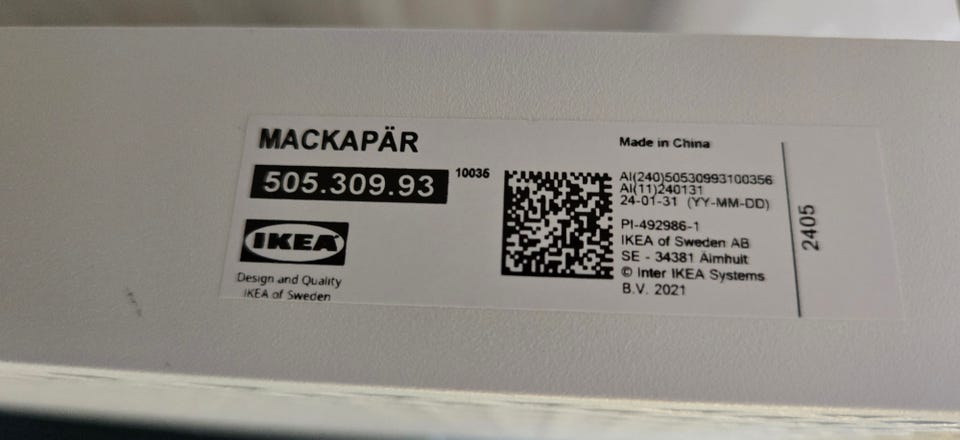 MACKAPÄR
505.309.93
10035
IKEA
Design and Quality
IKEA of Sweden
Made in China
AI(240)50530993100356
AI(11)240131
24-01-31 (YY-MM-DD)
PI-492986-1
IKEA of Sweden AB
SE - 34381 Älmhult
© Inter IKEA Systems
B.V. 2021
2405